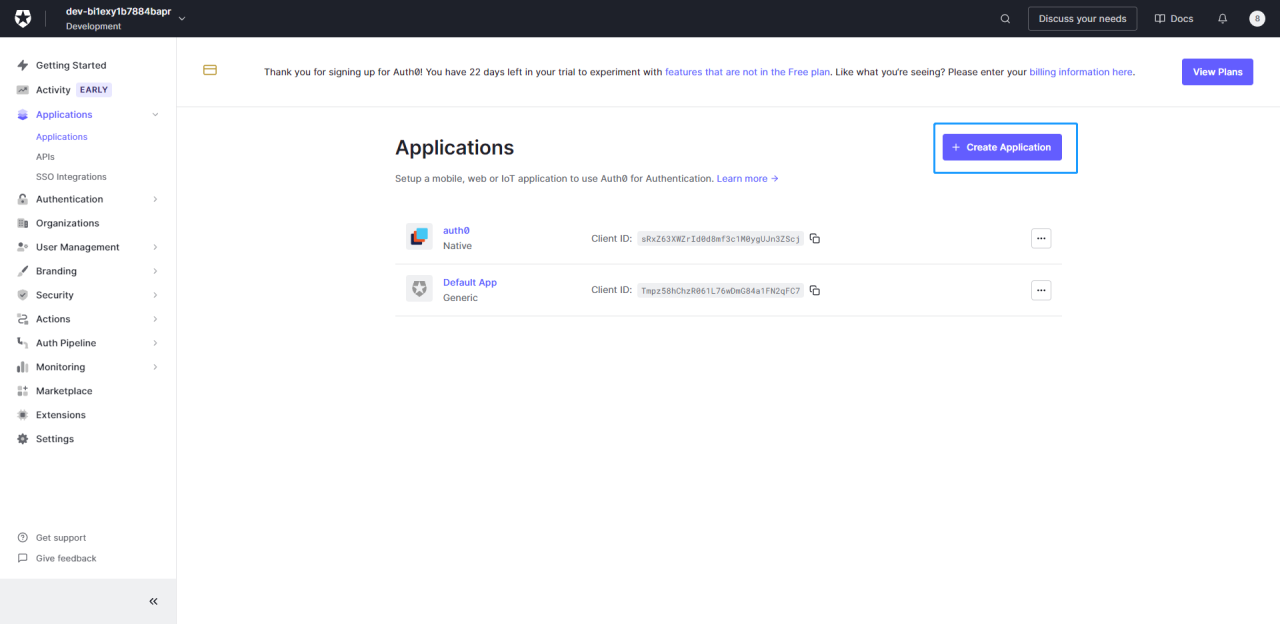 dev-bi1exy1b7884bapr
Development
Discuss your needs
Docs
8
Getting Started
Activity EARLY
Applications
Applications
APIs
SSO Integrations
Authentication
Organizations
User Management
Branding
Security
Actions
Auth Pipeline
Monitoring
Marketplace
Extensions
Settings
Get support
Give feedback
Thank you for signing up for Auth0! You have 22 days left in your trial to experiment with features that are not in the Free plan. Like what you're seeing? Please enter your billing information here.
View Plans
Applications
+ Create Application
Setup a mobile, web or IoT application to use Auth0 for Authentication. Learn more →
auth0
Native
Client ID: sRxZ63XWZrId0d8mf3c1M0ygUJn3ZScj
Default App
Generic
Client ID: Tmpz58hChzR061L76wDmG84a1FN2qFC7